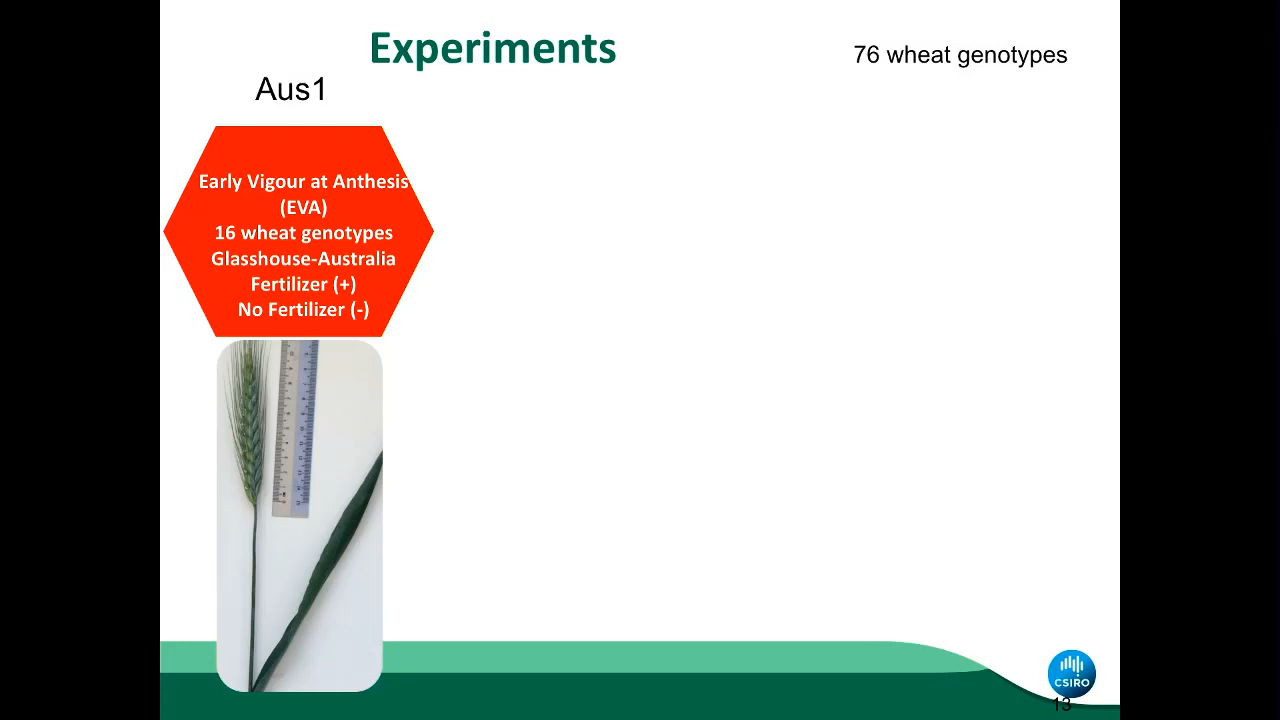 Experiments
76 wheat genotypes
Aus1
Early Vigour at Anthesis
(EVA)
16 wheat genotypes
Glasshouse-Australia
Fertilizer (+)
No Fertilizer (-)
CSIRO
13